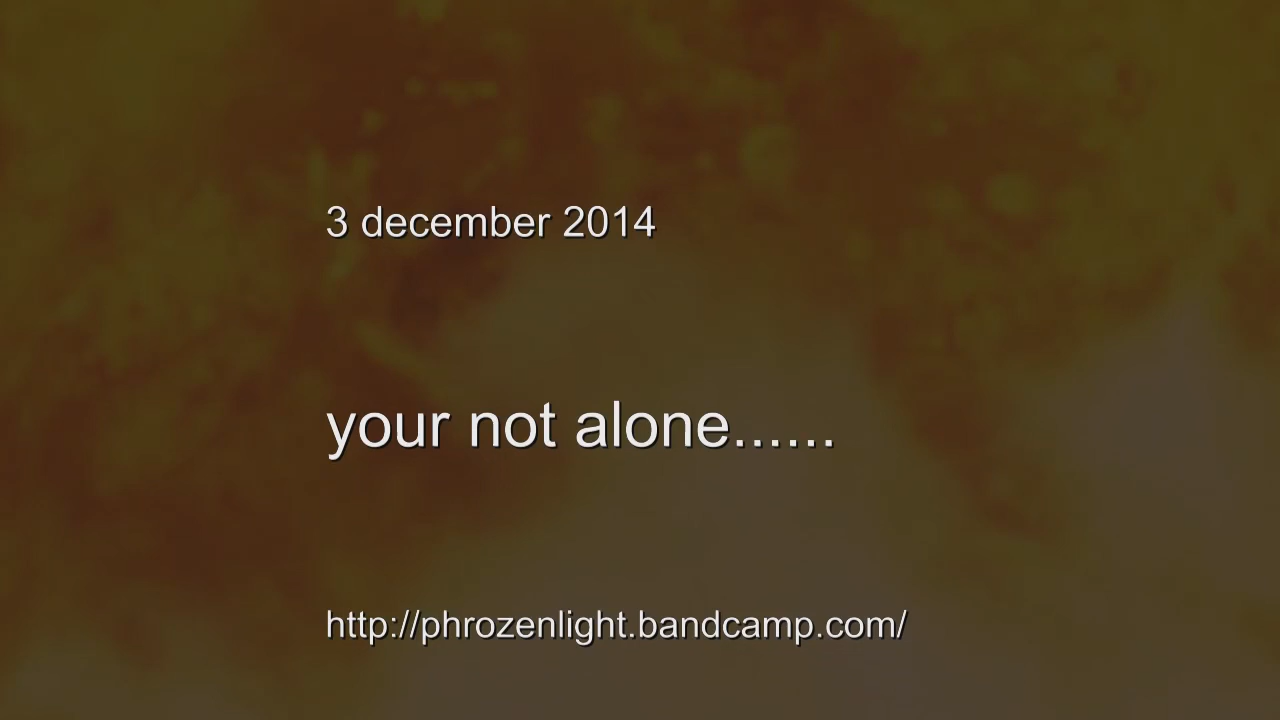 3 december 2014
your not alone......
http://phrozenlight.bandcamp.com/